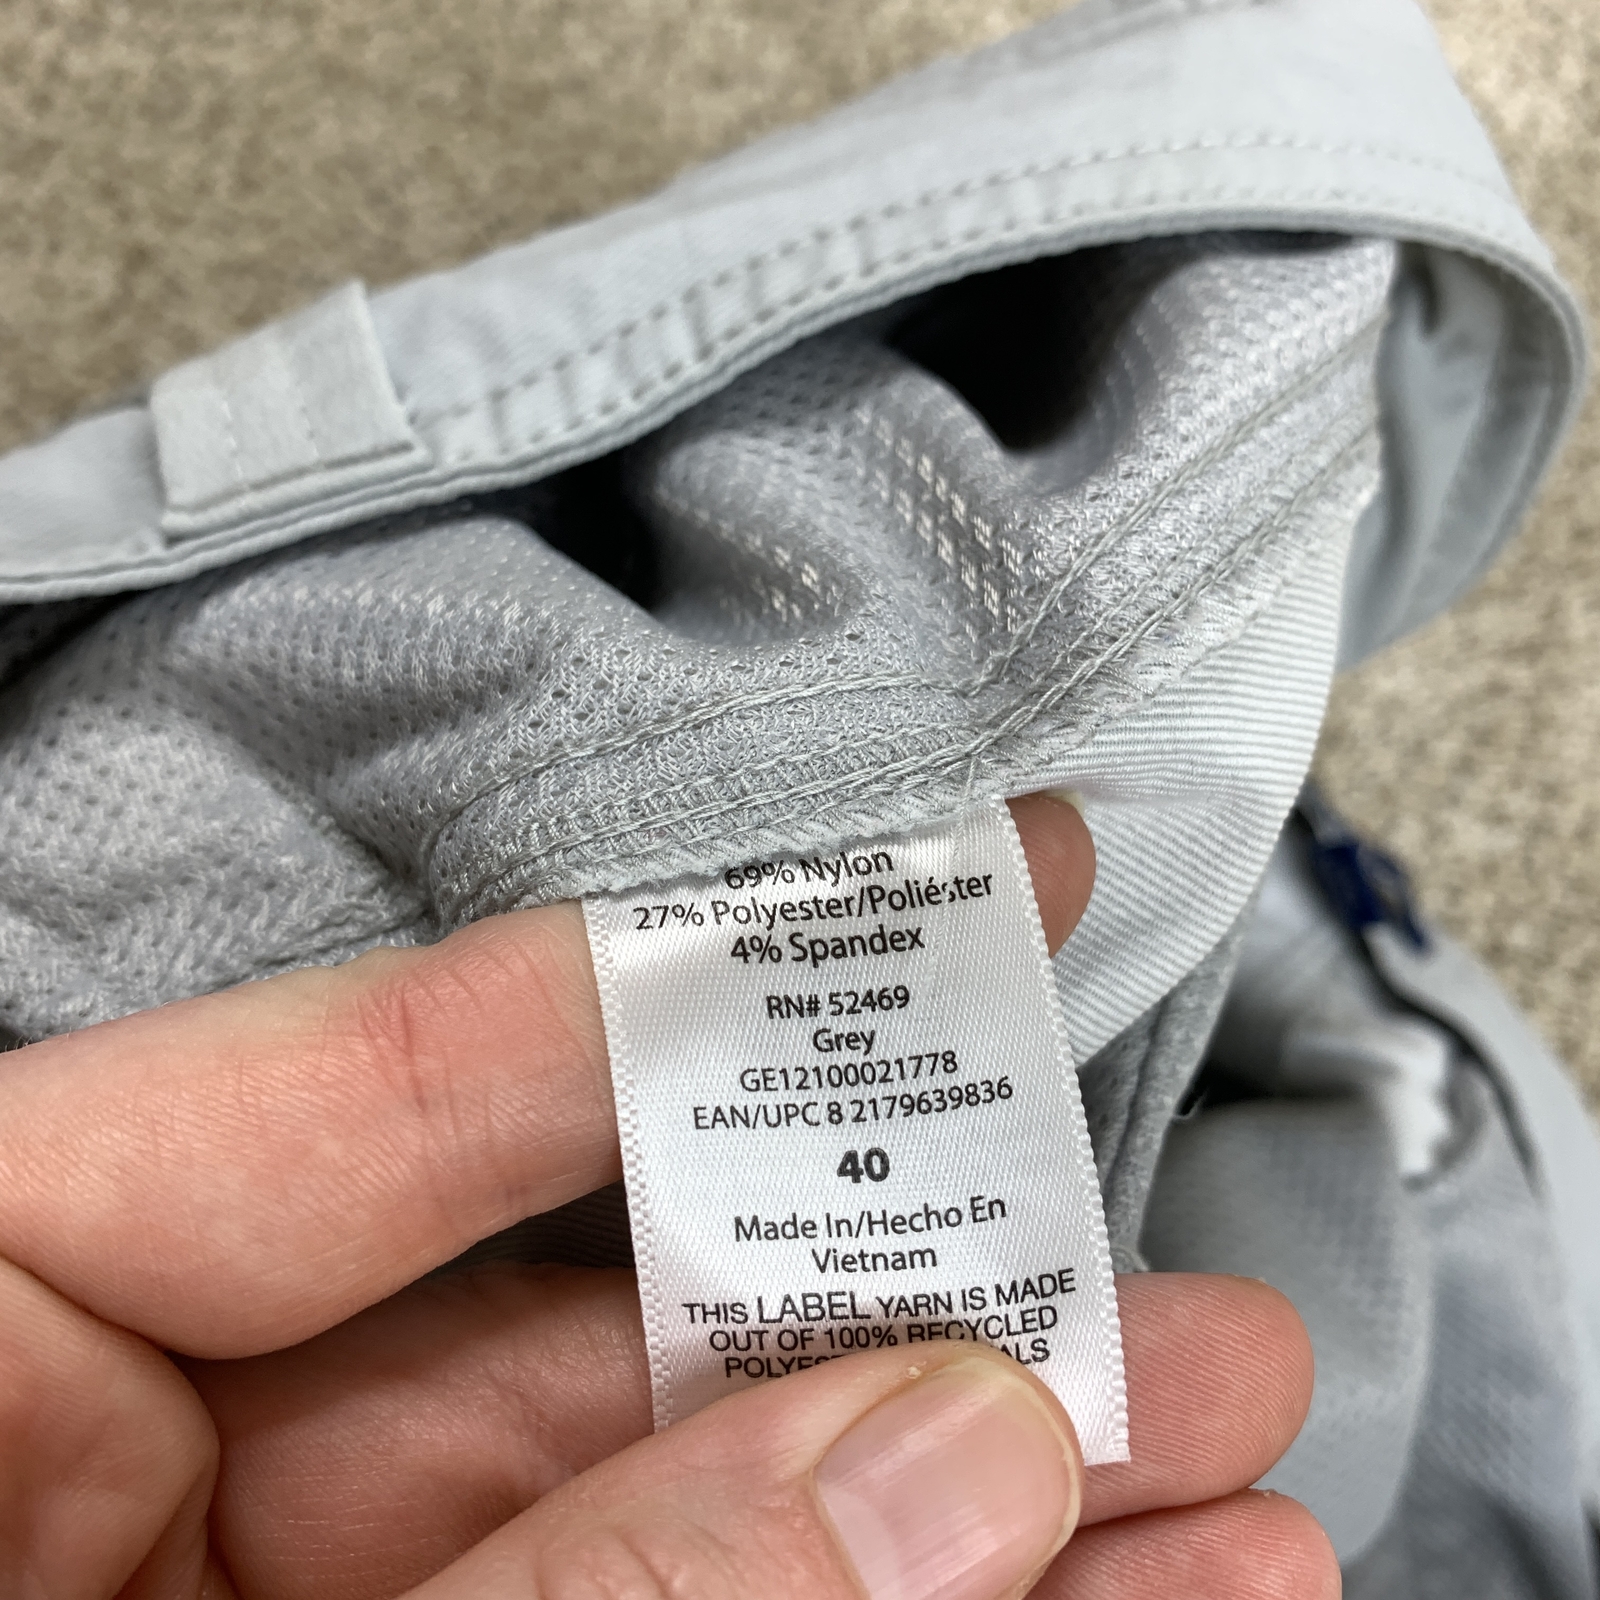 69% Nylon
27% Polyester/Poliéster
4% Spandex
RN# 52469
Grey
GE12100021778
EAN/UPC 8 2179639836
40
Made In/Hecho En
Vietnam
THIS LABEL YARN IS MADE
OUT OF 100% RECYCLED